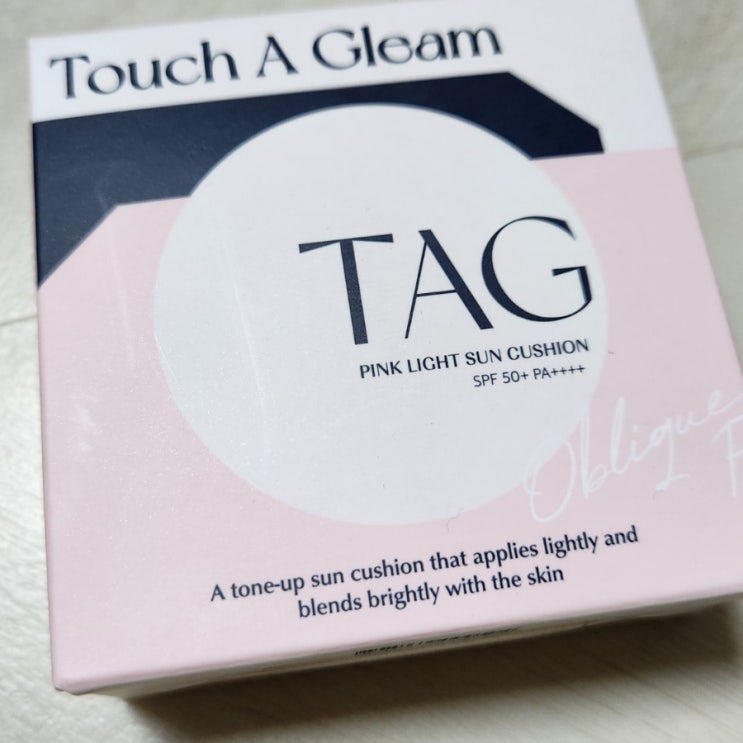 Touch A Gleam
TAG
PINK LIGHT SUN CUSHION
SPF 50+ PA++++
Oblique
A tone-up sun cushion that applies lightly and
blends brightly with the skin